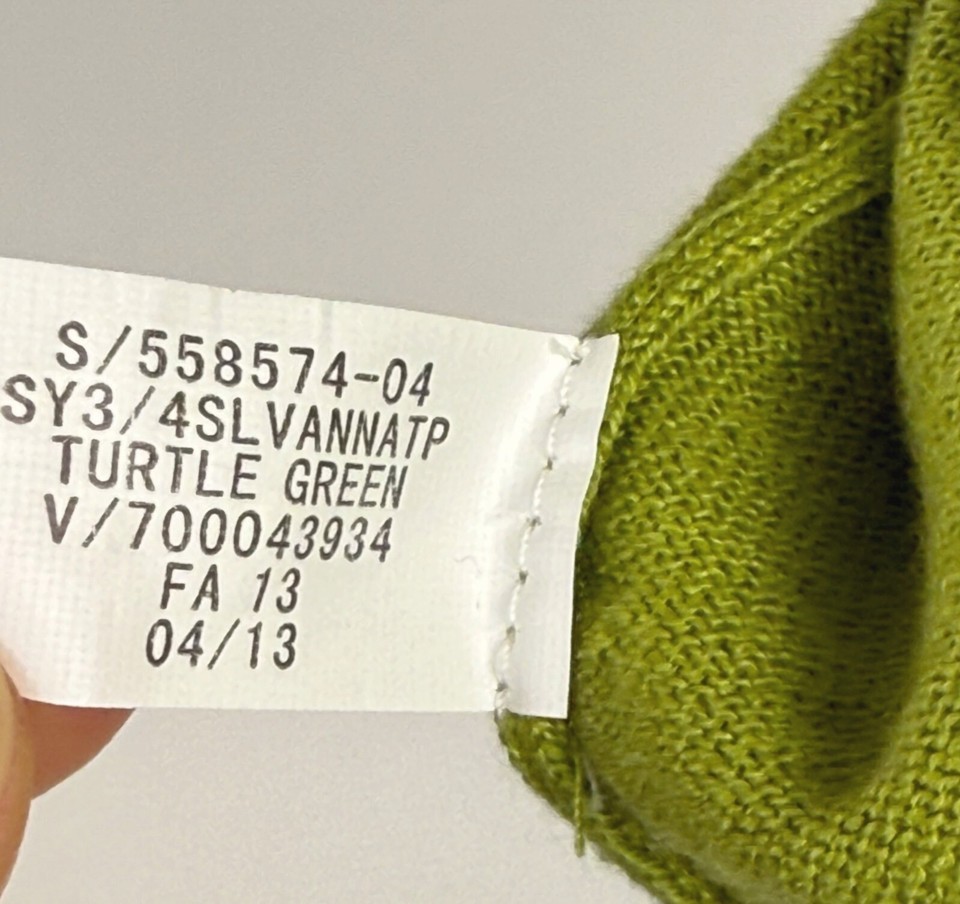 S/558574-04
SY3/4SLVANNATP
TURTLE GREEN
V/700043934
FA 13
04/13